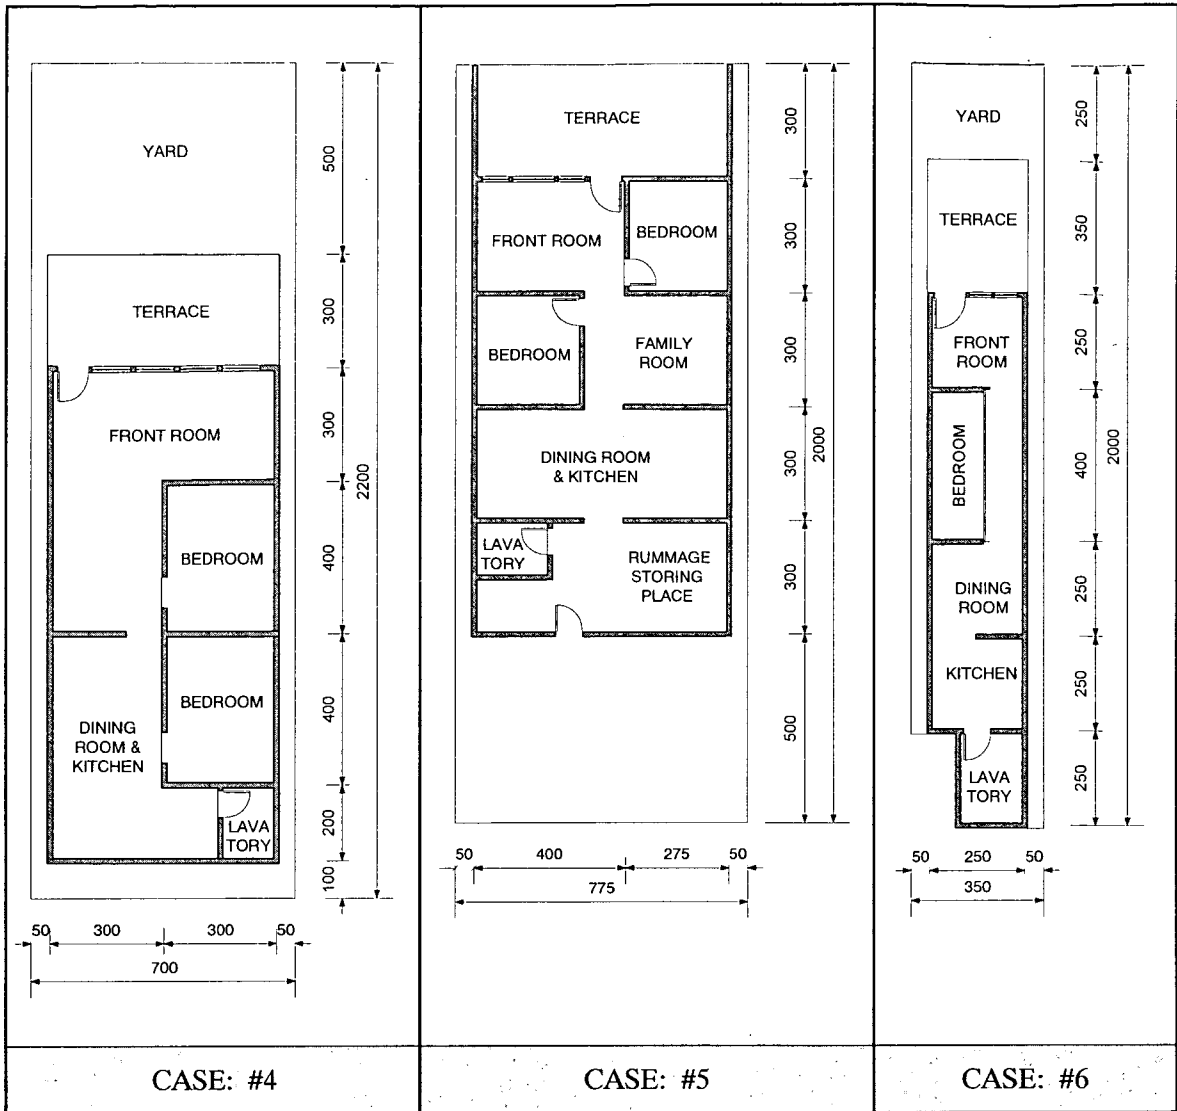 YARD
500
TERRACE
300
FRONT ROOM
300
2200
BEDROOM
400
BEDROOM
400
DINING
ROOM &
KITCHEN
LAVA
TORY
200
100
50 300 300 50
700
CASE: #4
TERRACE
300
FRONT ROOM
BEDROOM
300
BEDROOM
FAMILY
ROOM
300
DINING ROOM
& KITCHEN
300
2000
LAVA
TORY
RUMMAGE
STORING
PLACE
300
500
50 400 275 50
775
CASE: #5
YARD
250
TERRACE
350
FRONT
ROOM
250
BEDROOM
400
2000
DINING
ROOM
250
KITCHEN
250
LAVA
TORY
250
50 250 50
350
CASE: #6